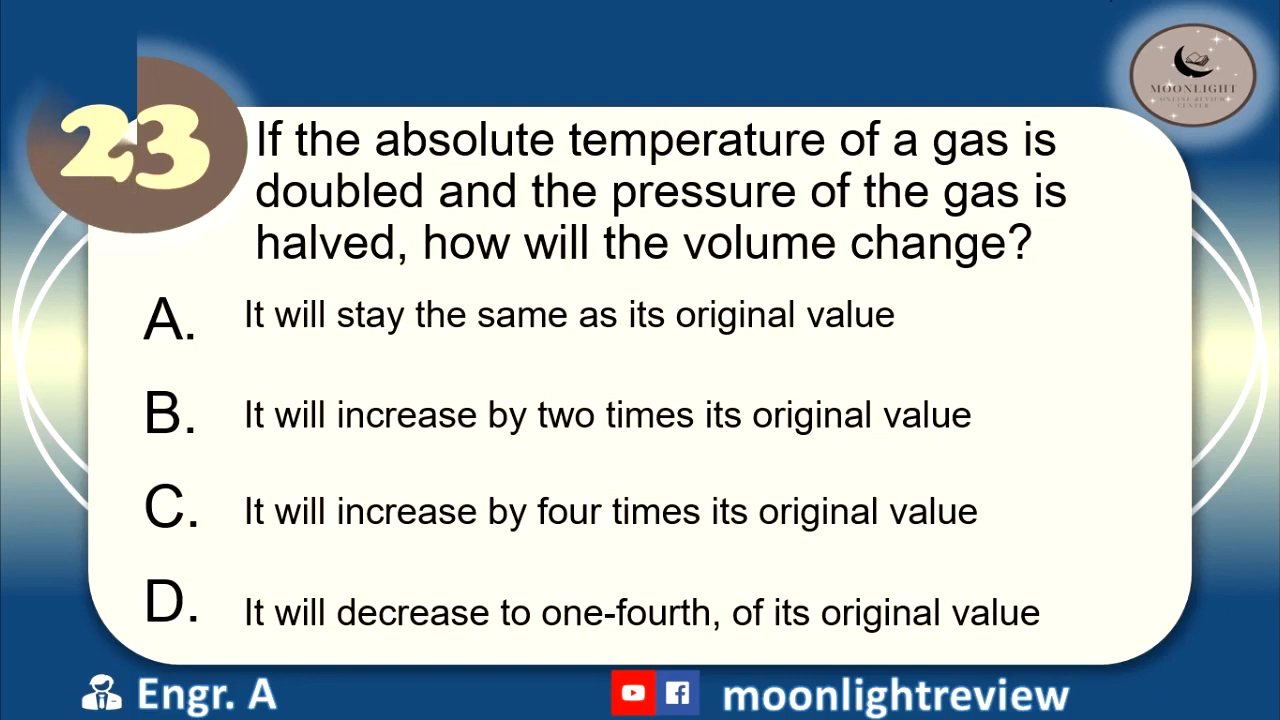 MOONLIGHT
ONLINE REVIEW
CENTER
23
If the absolute temperature of a gas is
doubled and the pressure of the gas is
halved, how will the volume change?
A. It will stay the same as its original value
B. It will increase by two times its original value
C. It will increase by four times its original value
D. It will decrease to one-fourth, of its original value
Engr. A
moonlightreview